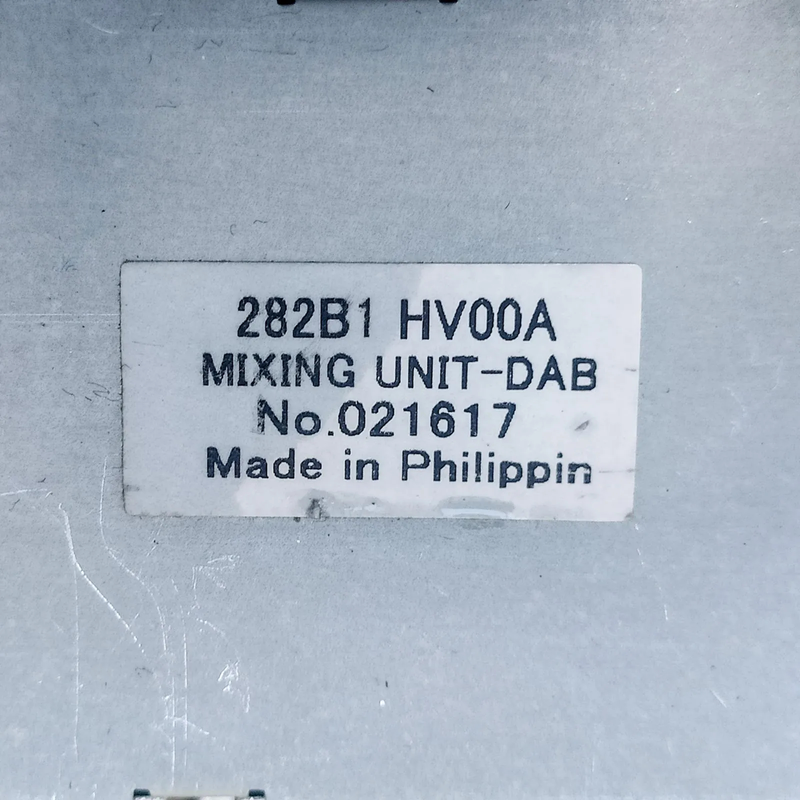 282B1 HV00A
MIXING UNIT-DAB
No.021617
Made in Philippin